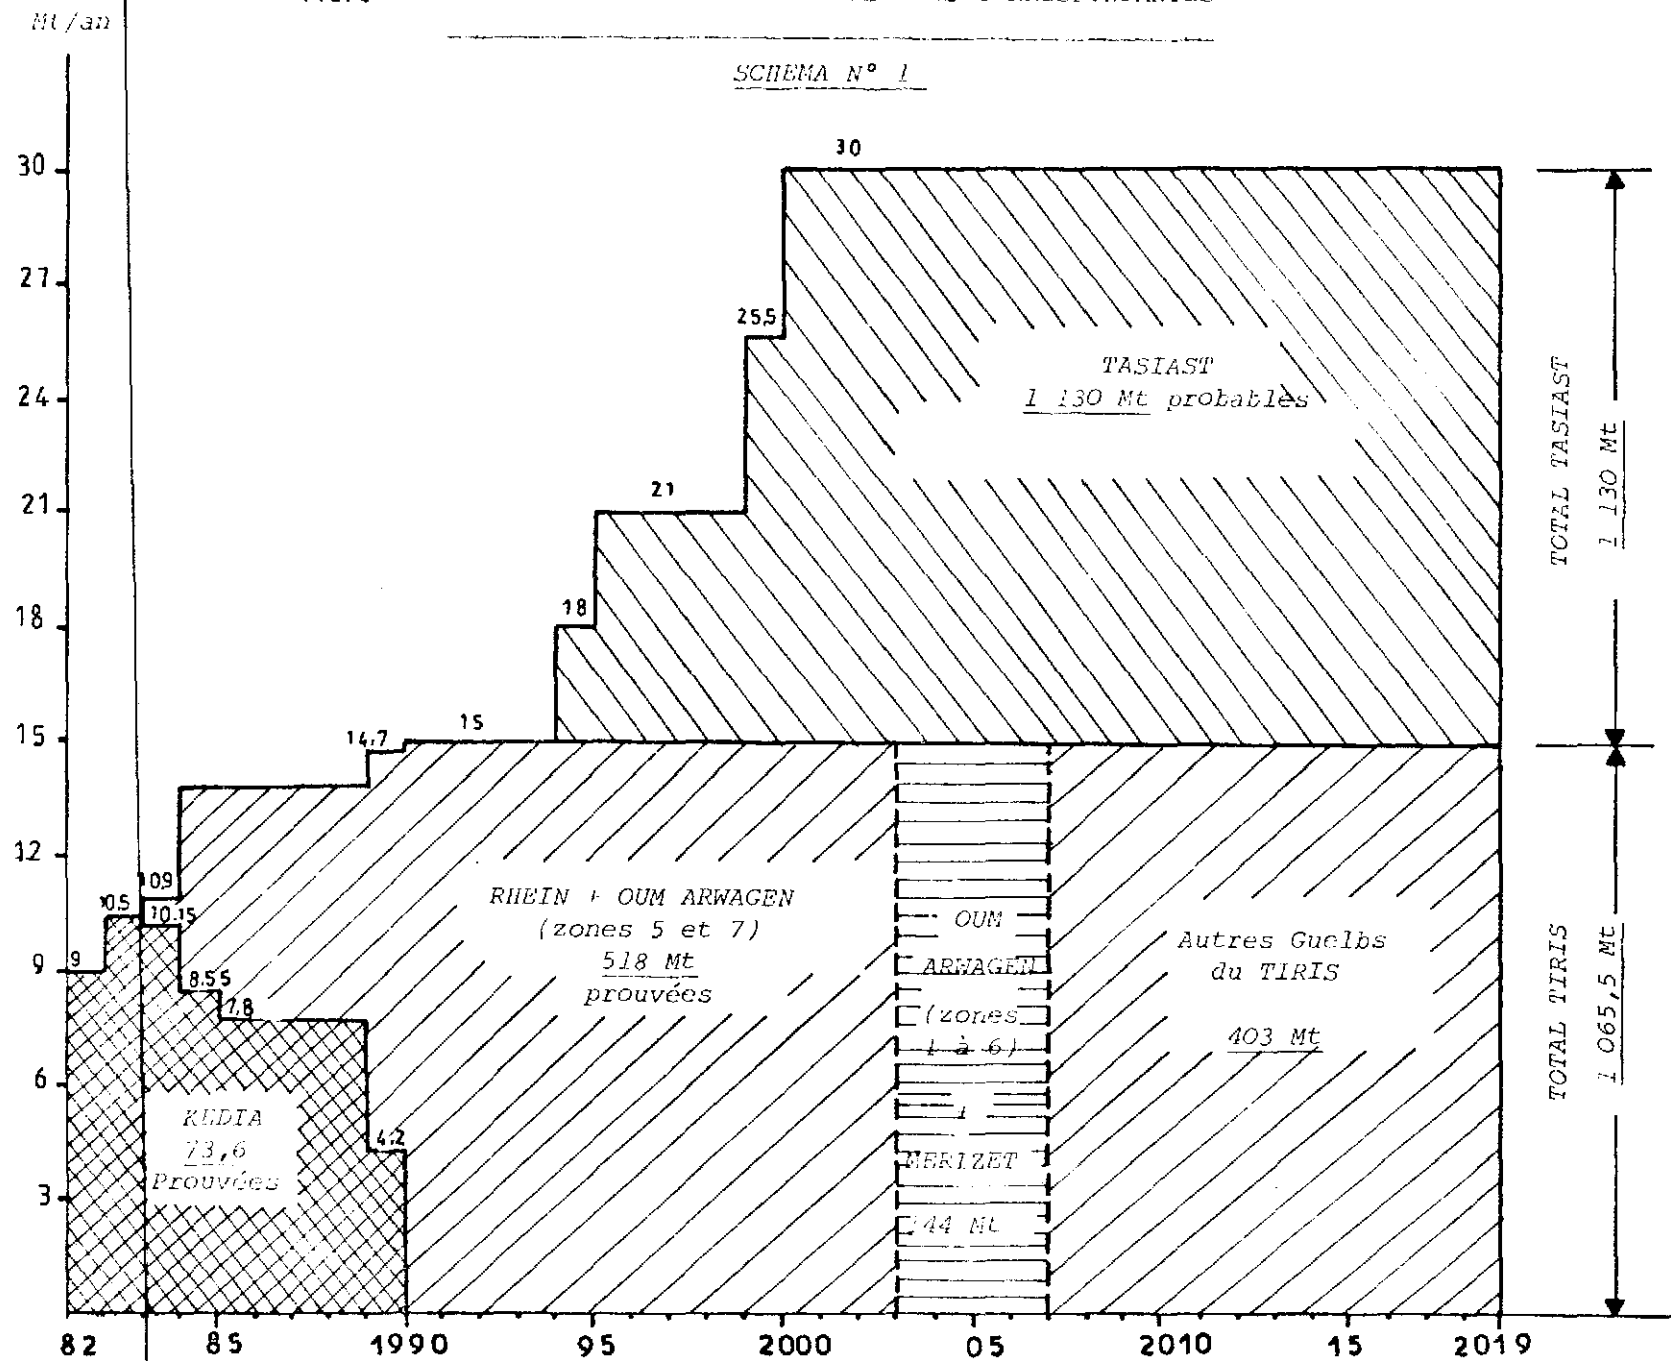 Mt/an
SCHEMA N° 1
30
30
27
25,5
TASIAST
1 130 Mt probables
24
21
21
18
18
15
15
14,7
12
10,9
10,5
10,15
9
9
8,55
7,8
RHEIN + OUM ARWAGEN
(zones 5 et 7)
518 Mt
prouvées
OUM
ARWAGEN
(zones
1 à 6)
+
MERIZET
144 Mt
Autres Guelbs
du TIRIS
403 Mt
6
4,2
KEDIA
73,6
Prouvées
3
82
85
1990
95
2000
05
2010
15
2019
TOTAL TASIAST
1 130 Mt
TOTAL TIRIS
1 065,5 Mt